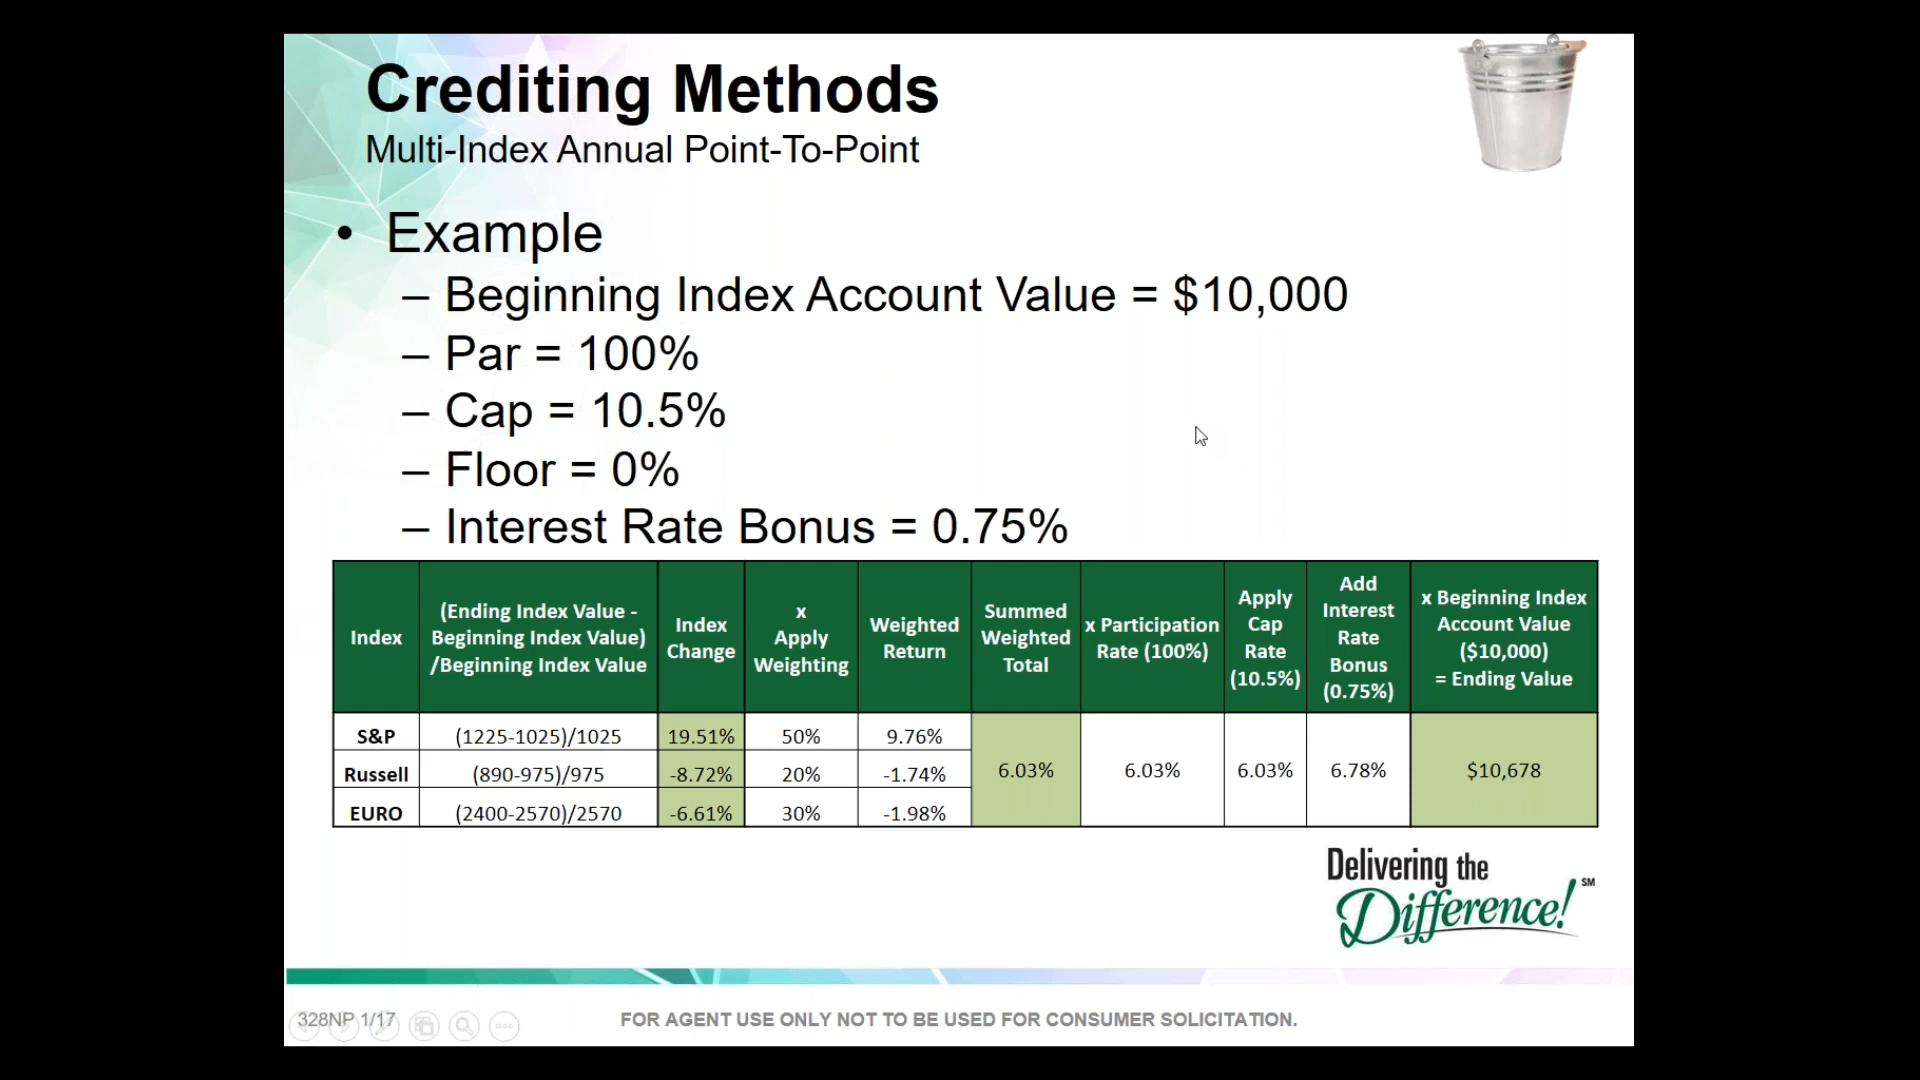 Crediting Methods
Multi-Index Annual Point-To-Point
• Example
– Beginning Index Account Value = $10,000
– Par = 100%
– Cap = 10.5%
– Floor = 0%
– Interest Rate Bonus = 0.75%
Index
(Ending Index Value -
Beginning Index Value)
/Beginning Index Value
Index
Change
x
Apply
Weighting
Weighted
Return
Summed
Weighted
Total
x Participation
Rate (100%)
Apply
Cap
Rate
(10.5%)
Add
Interest
Rate
Bonus
(0.75%)
x Beginning Index
Account Value
($10,000)
= Ending Value
S&P (1225-1025)/1025 19.51% 50% 9.76%
Russell (890-975)/975 -8.72% 20% -1.74%
EURO (2400-2570)/2570 -6.61% 30% -1.98%
6.03% 6.03% 6.03% 6.78% $10,678
Delivering the
Difference! SM
328NP 1/17
FOR AGENT USE ONLY NOT TO BE USED FOR CONSUMER SOLICITATION.